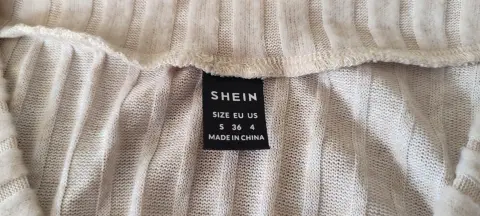 SHEIN
SIZE EU US
S 36 4
MADE IN CHINA